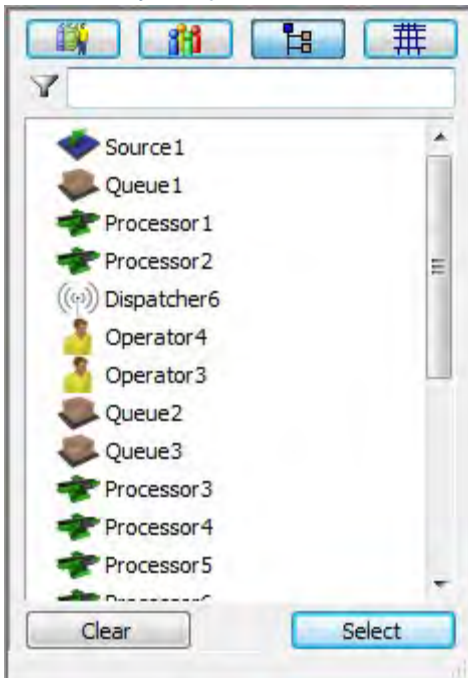 Source1
Queue1
Processor1
Processor2
Dispatcher6
Operator4
Operator3
Queue2
Queue3
Processor3
Processor4
Processor5
Clear Select